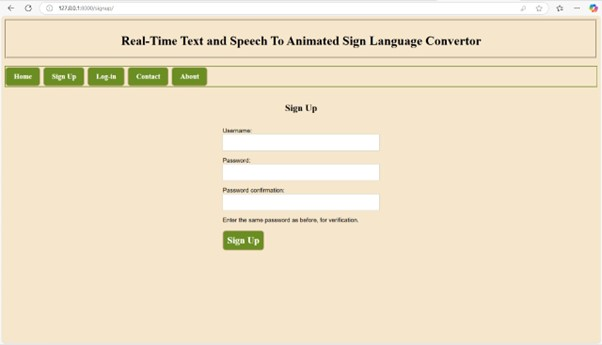 127.0.0.1:8000/signup/
Real-Time Text and Speech To Animated Sign Language Convertor
Home Sign Up Log-in Contact About
Sign Up
Username:
Password:
Password confirmation:
Enter the same password as before, for verification.
Sign Up